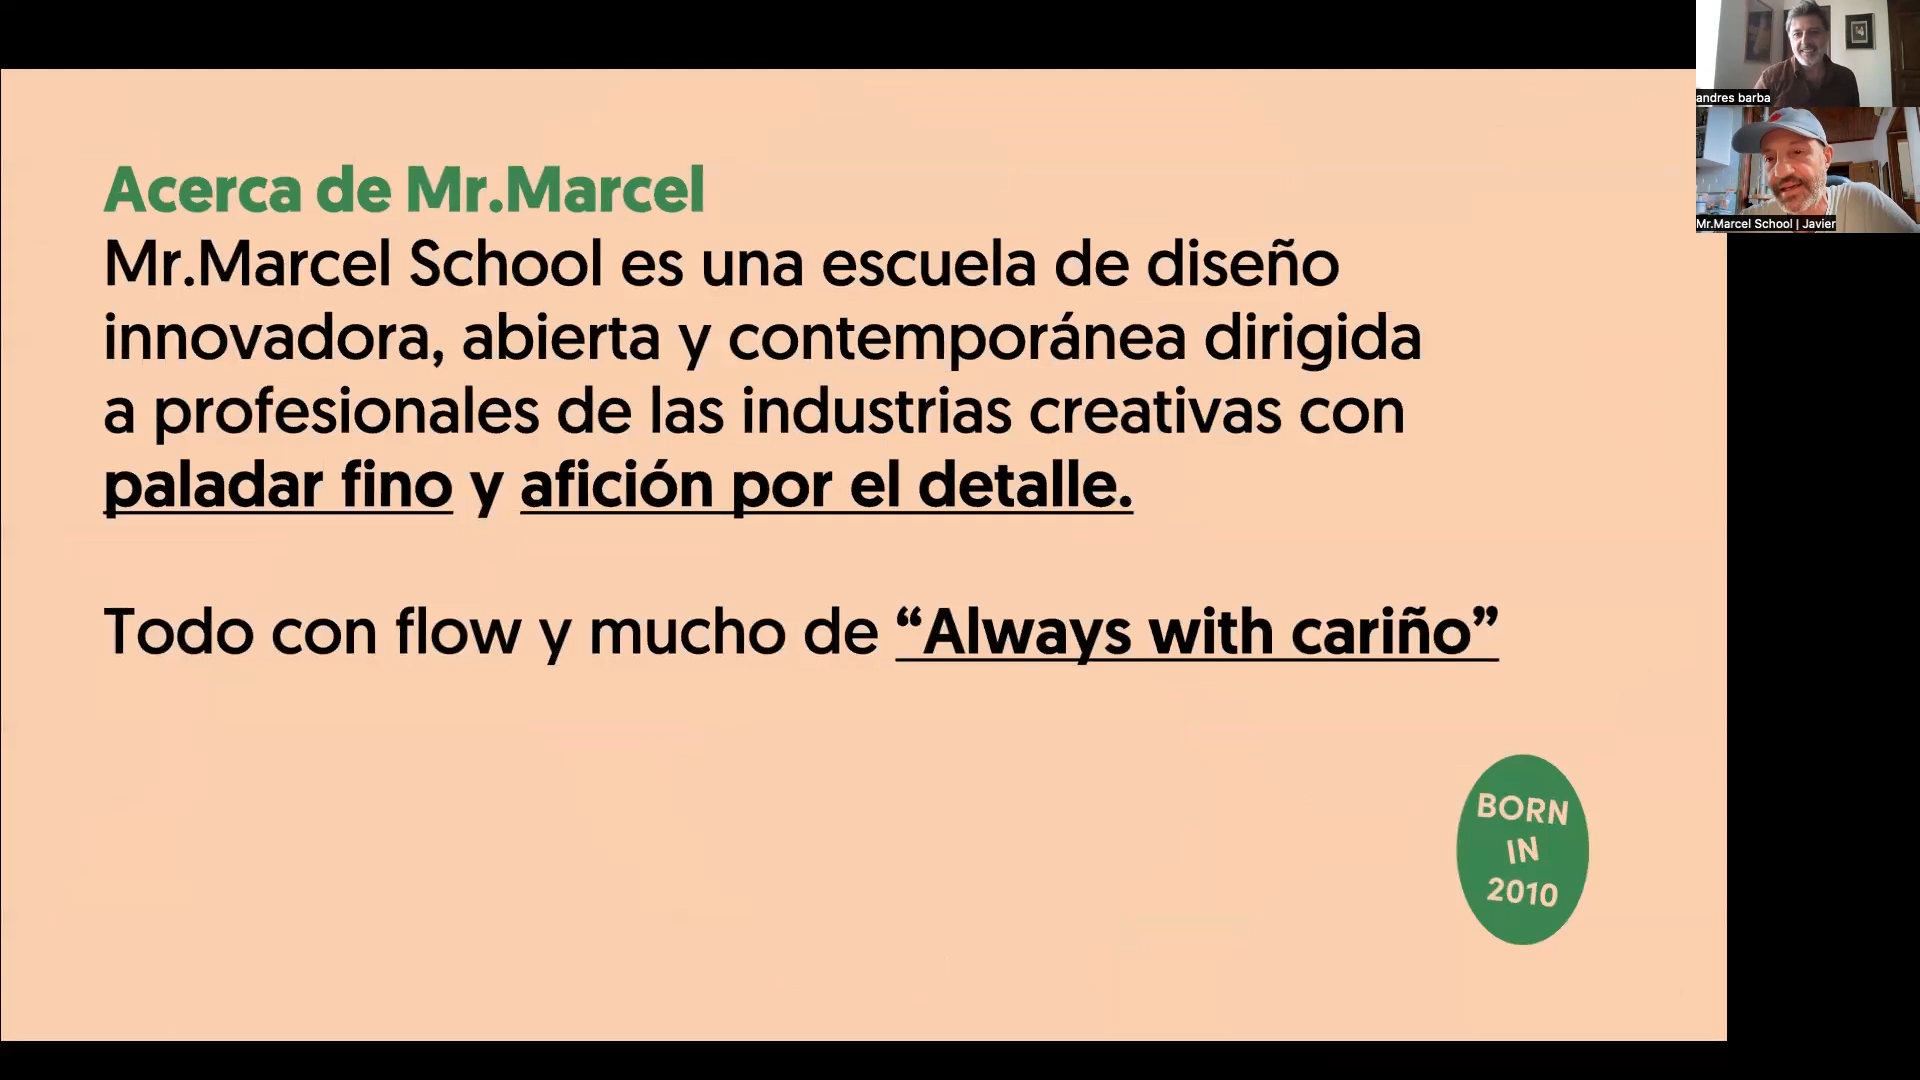 andres barba
Mr.Marcel School | Javier
Acerca de Mr.Marcel
Mr.Marcel School es una escuela de diseño
innovadora, abierta y contemporánea dirigida
a profesionales de las industrias creativas con
paladar fino y afición por el detalle.
Todo con flow y mucho de “Always with cariño”
BORN
IN
2010